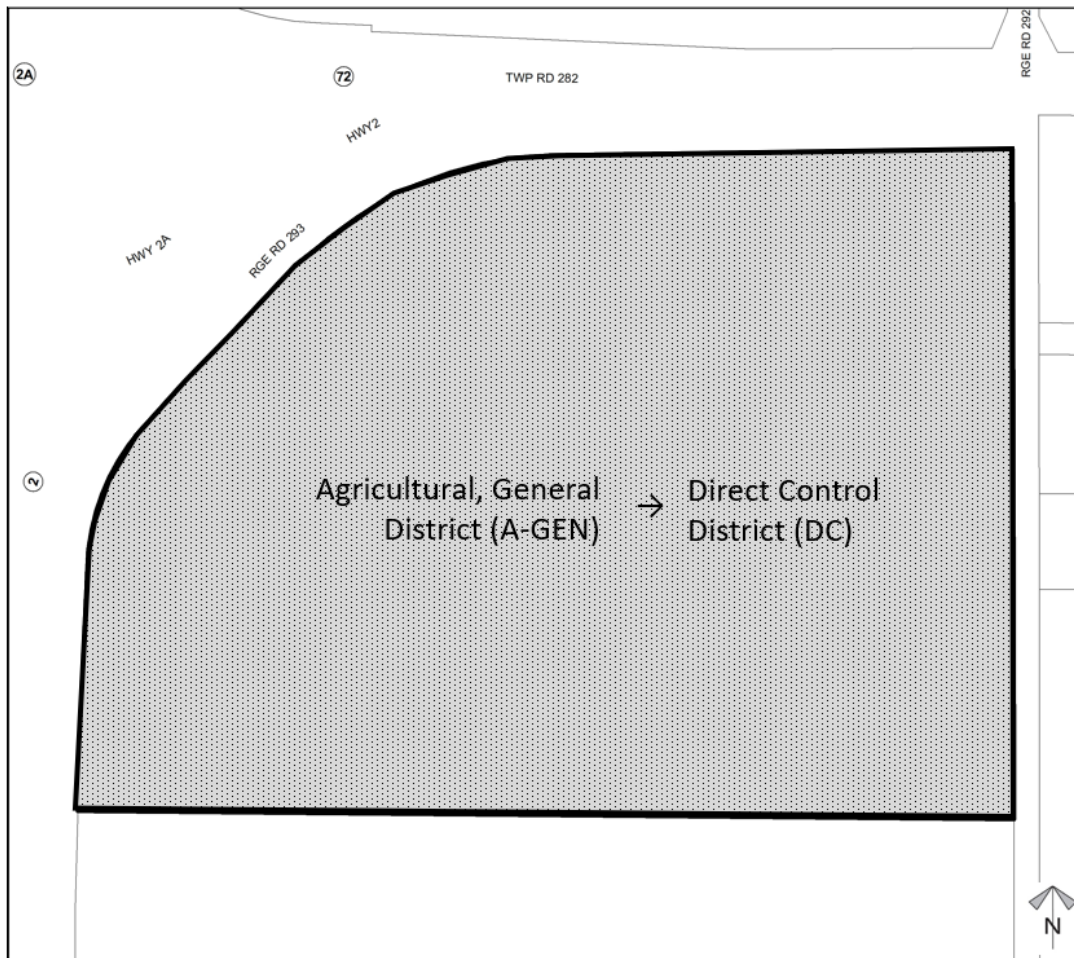 RGE RD 292
2A
72
TWP RD 282
HWY2
HWY 2A
RGE RD 293
2
Agricultural, General → Direct Control
District (A-GEN) District (DC)
N